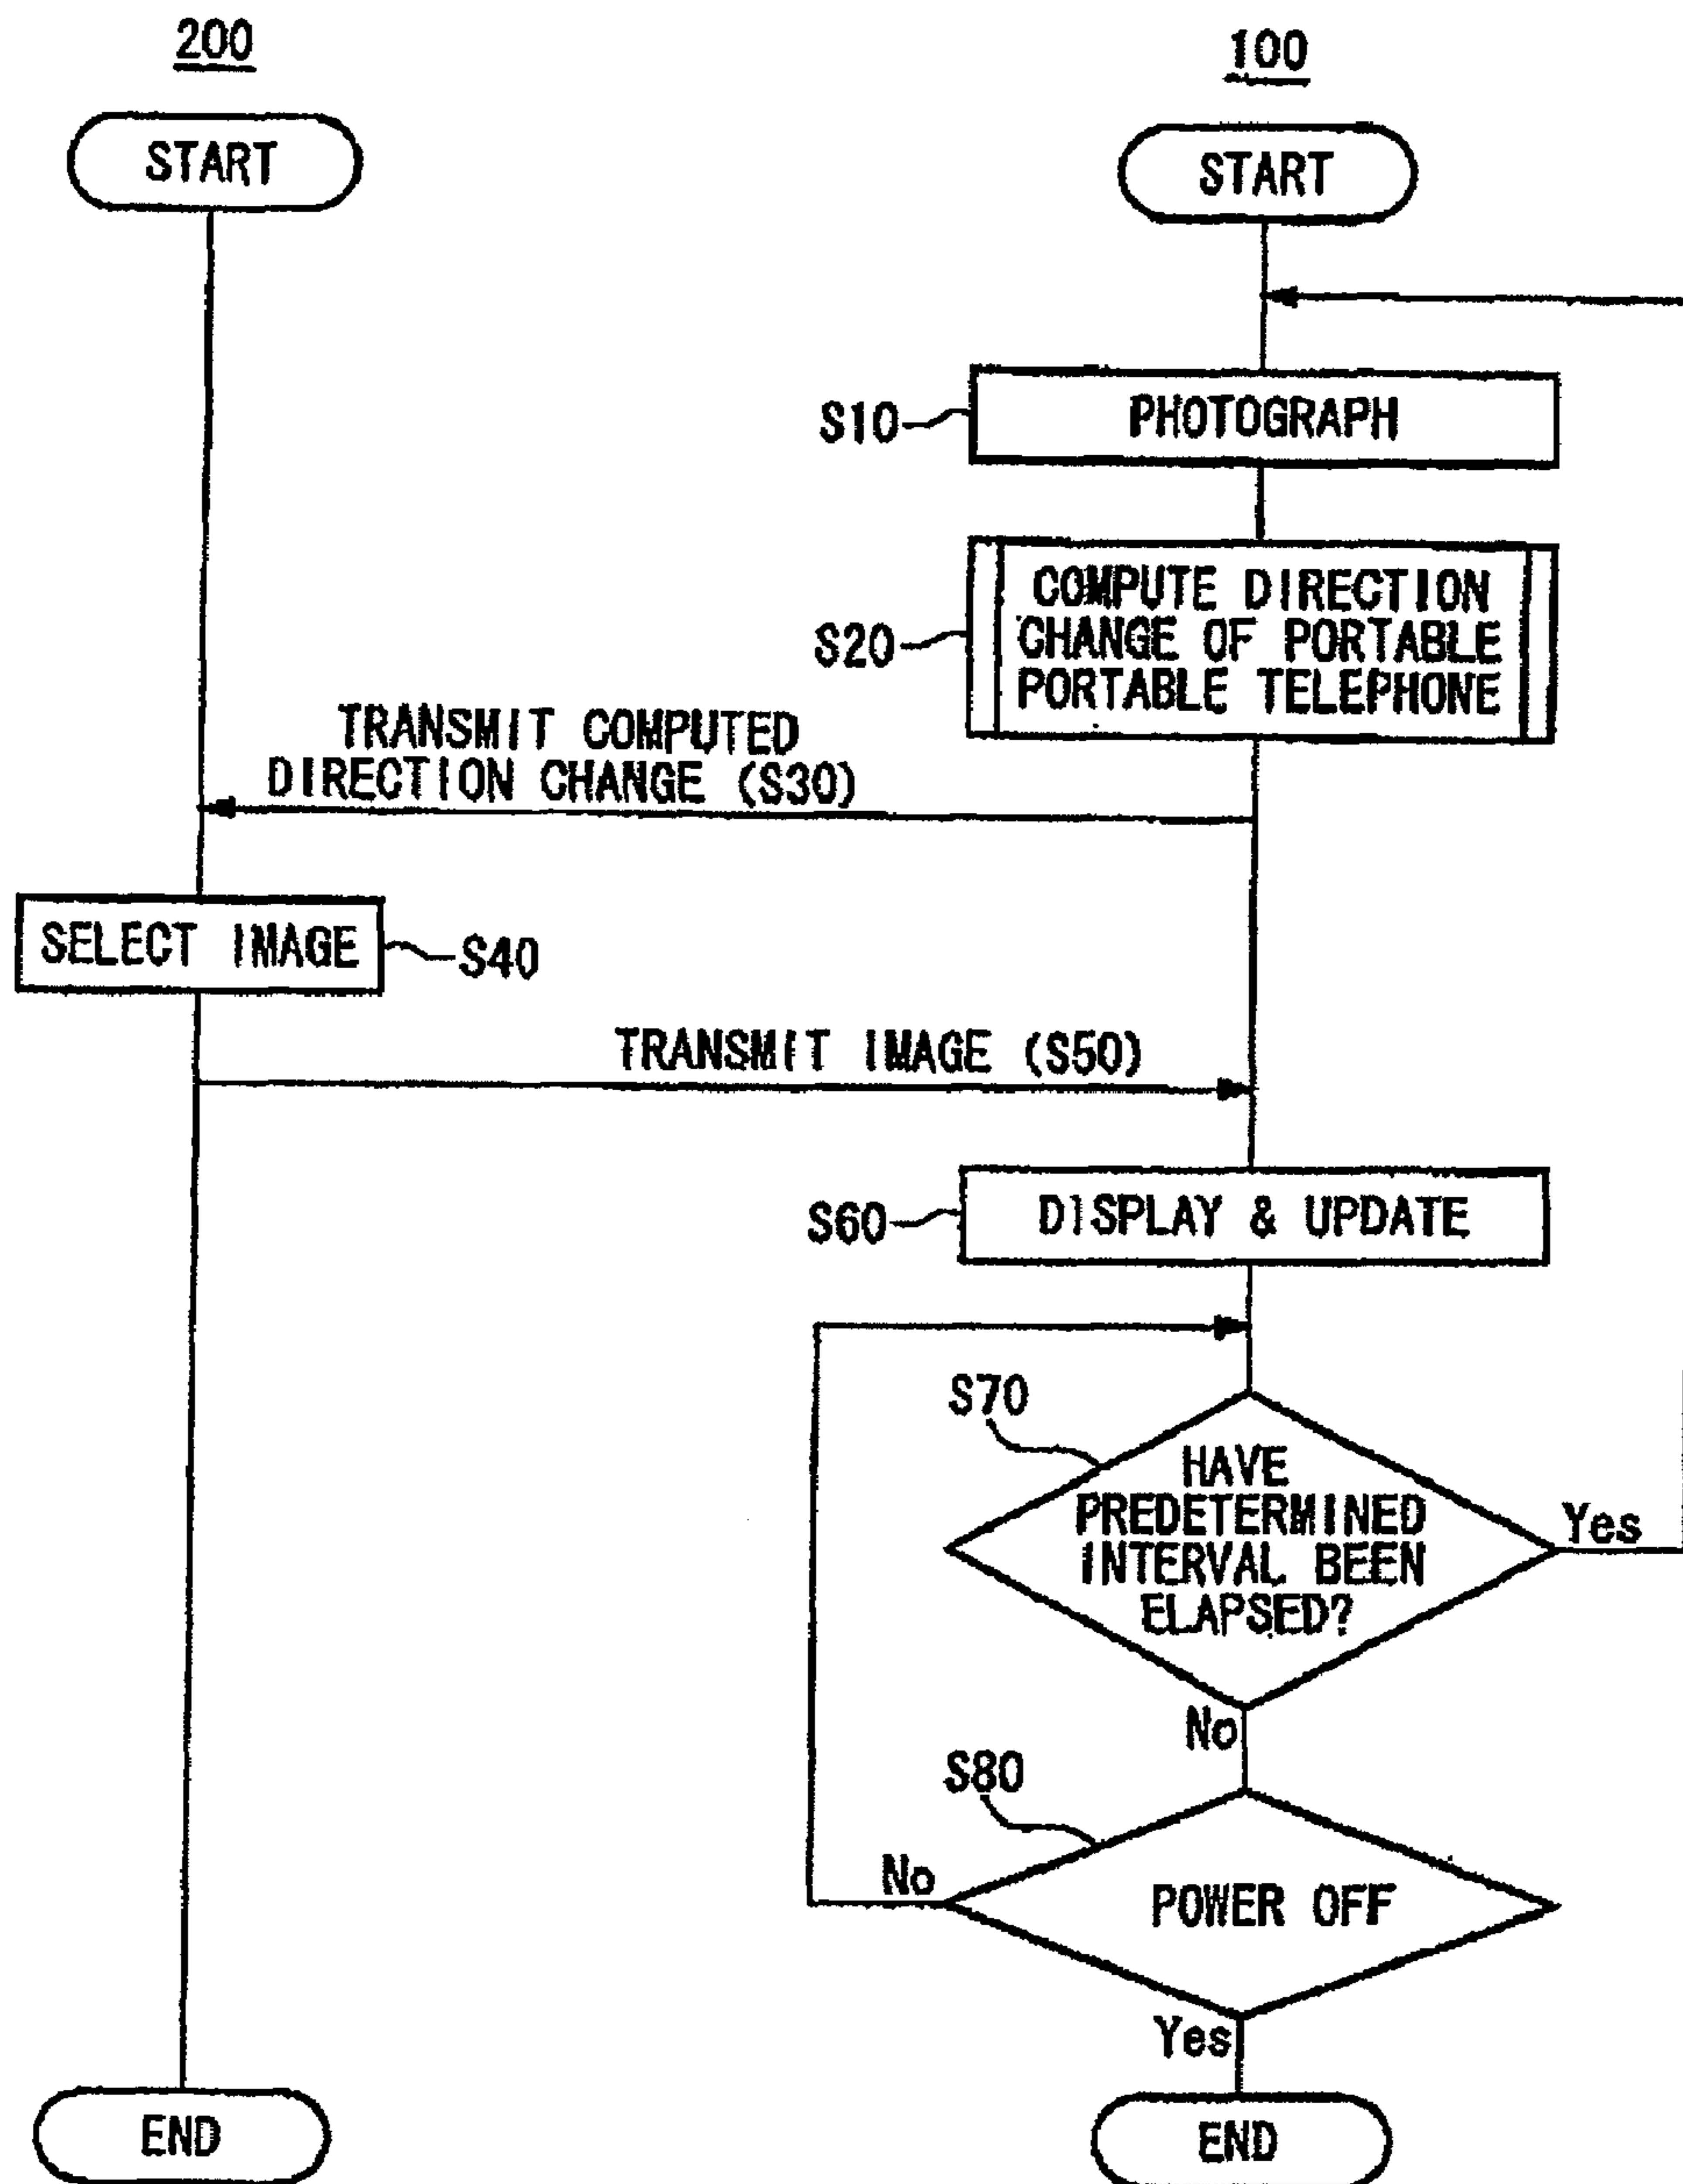 200
100
START
START
S10
PHOTOGRAPH
S20
COMPUTE DIRECTION
CHANGE OF PORTABLE
PORTABLE TELEPHONE
TRANSMIT COMPUTED
DIRECTION CHANGE (S30)
SELECT IMAGE
S40
TRANSMIT IMAGE (S50)
S60
DISPLAY & UPDATE
S70
HAVE
PREDETERMINED
INTERVAL BEEN
ELAPSED?
Yes
No
S80
No
POWER OFF
Yes
END
END